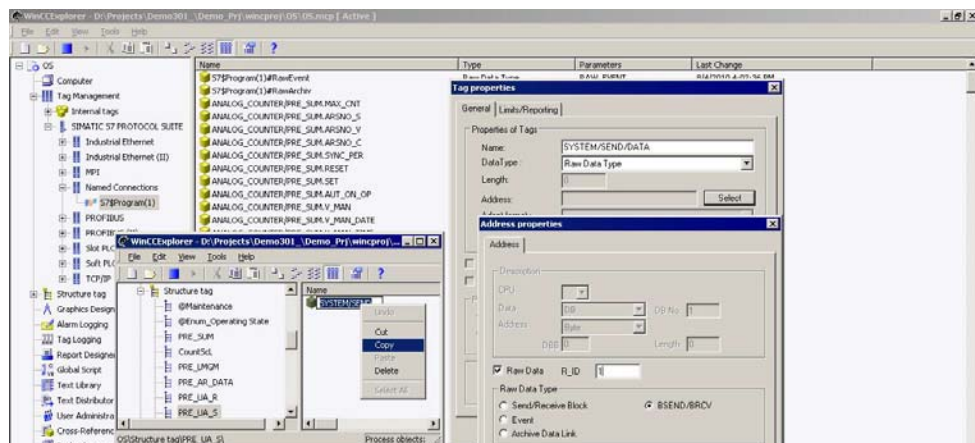 WinCCExplorer - D:\Projects\Demo301_\Demo_Prj\wincproj\OS\OS.mcp [ Active ]
File Edit View Tools Help
OS
Computer
Tag Management
Internal tags
SIMATIC S7 PROTOCOL SUITE
Industrial Ethernet
Industrial Ethernet (II)
MPI
Named Connections
S7$Program(1)
PROFIBUS
Slot PLC
Soft PLC
TCP/IP
Structure tag
Graphics Design
Alarm Logging
Tag Logging
Report Designe
Global Script
Text Library
Text Distributor
User Administra
Cross-Referenc
Name Type Parameters Last Change
S7$Program(1)#RawEvent Raw Data Type RAW_EVENT
S7$Program(1)#RawArchiv
ANALOG_COUNTER/PRE_SUM.MAX_CNT
ANALOG_COUNTER/PRE_SUM.ARSNO_S
ANALOG_COUNTER/PRE_SUM.ARSNO_V
ANALOG_COUNTER/PRE_SUM.ARSNO_C
ANALOG_COUNTER/PRE_SUM.SYNC_PER
ANALOG_COUNTER/PRE_SUM.RESET
ANALOG_COUNTER/PRE_SUM.SET
ANALOG_COUNTER/PRE_SUM.AUT_ON_OP
ANALOG_COUNTER/PRE_SUM.V_MAN
ANALOG_COUNTER/PRE_SUM.V_MAN_DATE
WinCCExplorer - D:\Projects\Demo301_\Demo_Prj\wincproj\...
File Edit View Tools Help
Structure tag
@Maintenance
@Enum_Operating State
PRE_SUM
CountScL
PRE_LMGM
PRE_AR_DATA
PRE_UA_R
PRE_UA_S
Name
SYSTEM/SEND
Undo
Cut
Copy
Paste
Delete
Select All
OS\Structure tag\PRE_UA_S\ Process objects:
Tag properties
General Limits/Reporting
Properties of Tags
Name: SYSTEM/SEND/DATA
DataType : Raw Data Type
Length: 0
Address: Select
Address properties
Address
Description
CPU
Data DB DB No. 1
Address Byte
DBB 0 Length 0
Raw Data R_ID 1
Raw Data Type
Send/Receive Block BSEND/BRCV
Event
Archive Data Link